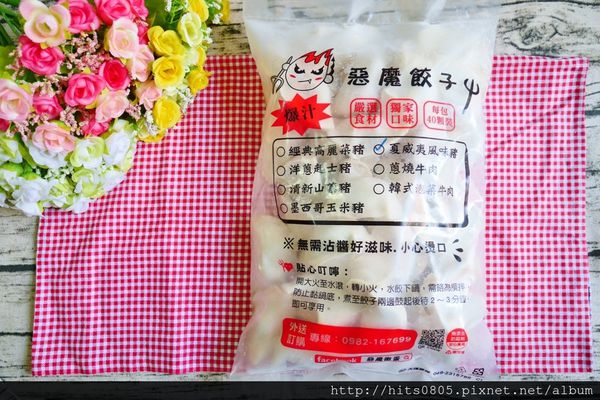 惡魔餃子
爆汁
嚴選食材
獨家口味
每包40顆裝
經典高麗菜豬
夏威夷風味豬
洋蔥起士豬
蔥燒牛肉
清新山藥豬
韓式泡菜牛肉
墨西哥玉米豬
※無需沾醬好滋味.小心燙口
貼心叮嚀：
開大火至水滾，轉小火，水餃下鍋，需略為攪拌
防止黏鍋底，煮至餃子兩邊鼓起後待2～3分鐘
即可享用。
外送訂購
專線：0982-167699
facebook
http://hits0805.pixnet.net/album